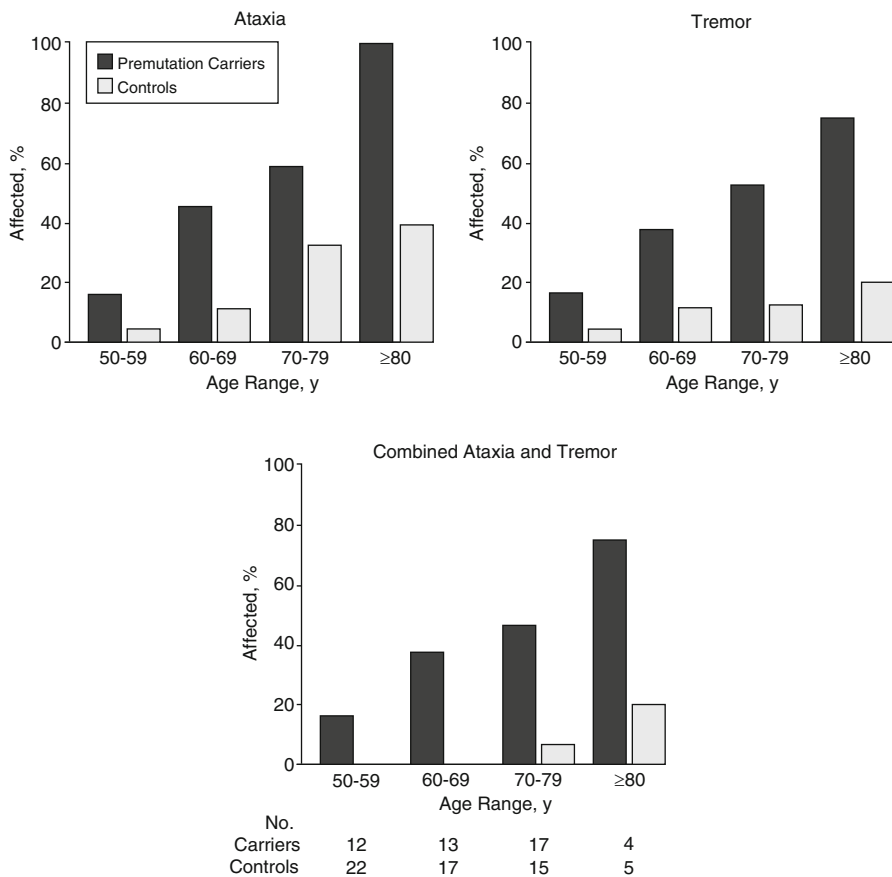 Ataxia
100
80
60
40
20
0
Affected, %
Premutation Carriers
Controls
50-59 60-69 70-79 ≥80
Age Range, y
Tremor
100
80
60
40
20
0
Affected, %
50-59 60-69 70-79 ≥80
Age Range, y
Combined Ataxia and Tremor
100
80
60
40
20
0
Affected, %
50-59 60-69 70-79 ≥80
Age Range, y
No.
Carriers 12 13 17 4
Controls 22 17 15 5